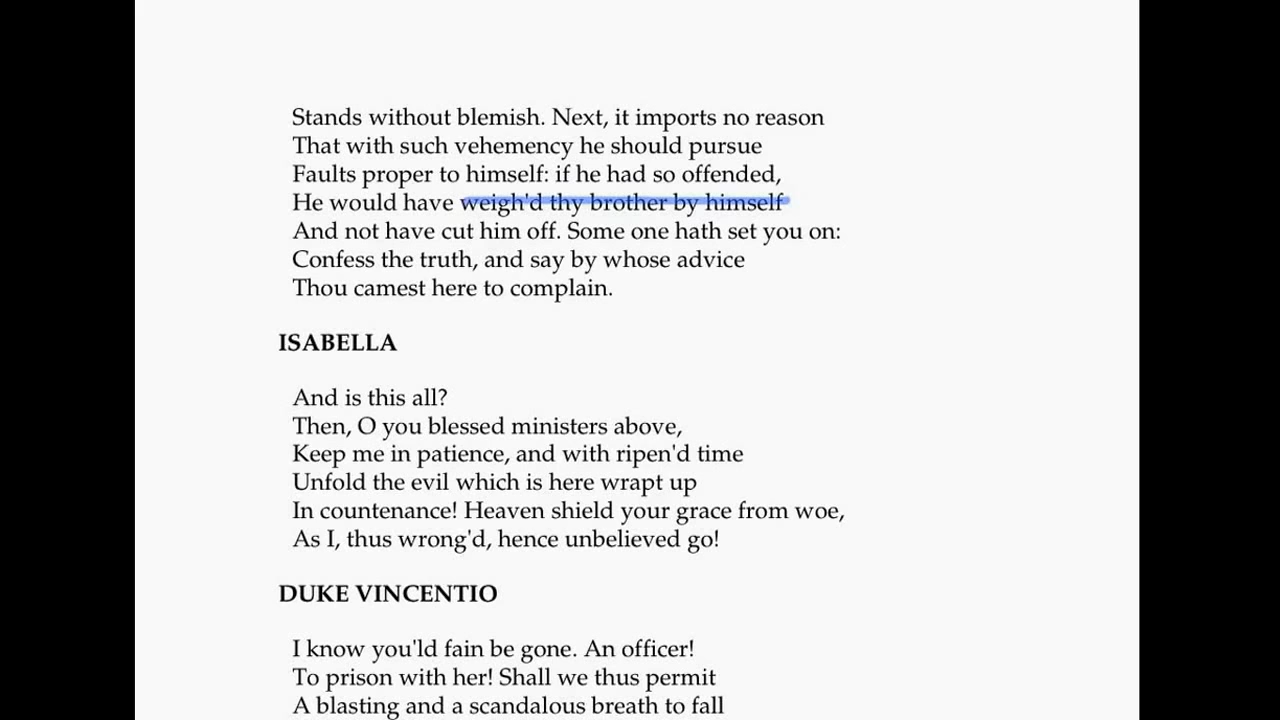 Stands without blemish. Next, it imports no reason
That with such vehemency he should pursue
Faults proper to himself: if he had so offended,
He would have weigh'd thy brother by himself
And not have cut him off. Some one hath set you on:
Confess the truth, and say by whose advice
Thou camest here to complain.
ISABELLA
And is this all?
Then, O you blessed ministers above,
Keep me in patience, and with ripen'd time
Unfold the evil which is here wrapt up
In countenance! Heaven shield your grace from woe,
As I, thus wrong'd, hence unbelieved go!
DUKE VINCENTIO
I know you'ld fain be gone. An officer!
To prison with her! Shall we thus permit
A blasting and a scandalous breath to fall